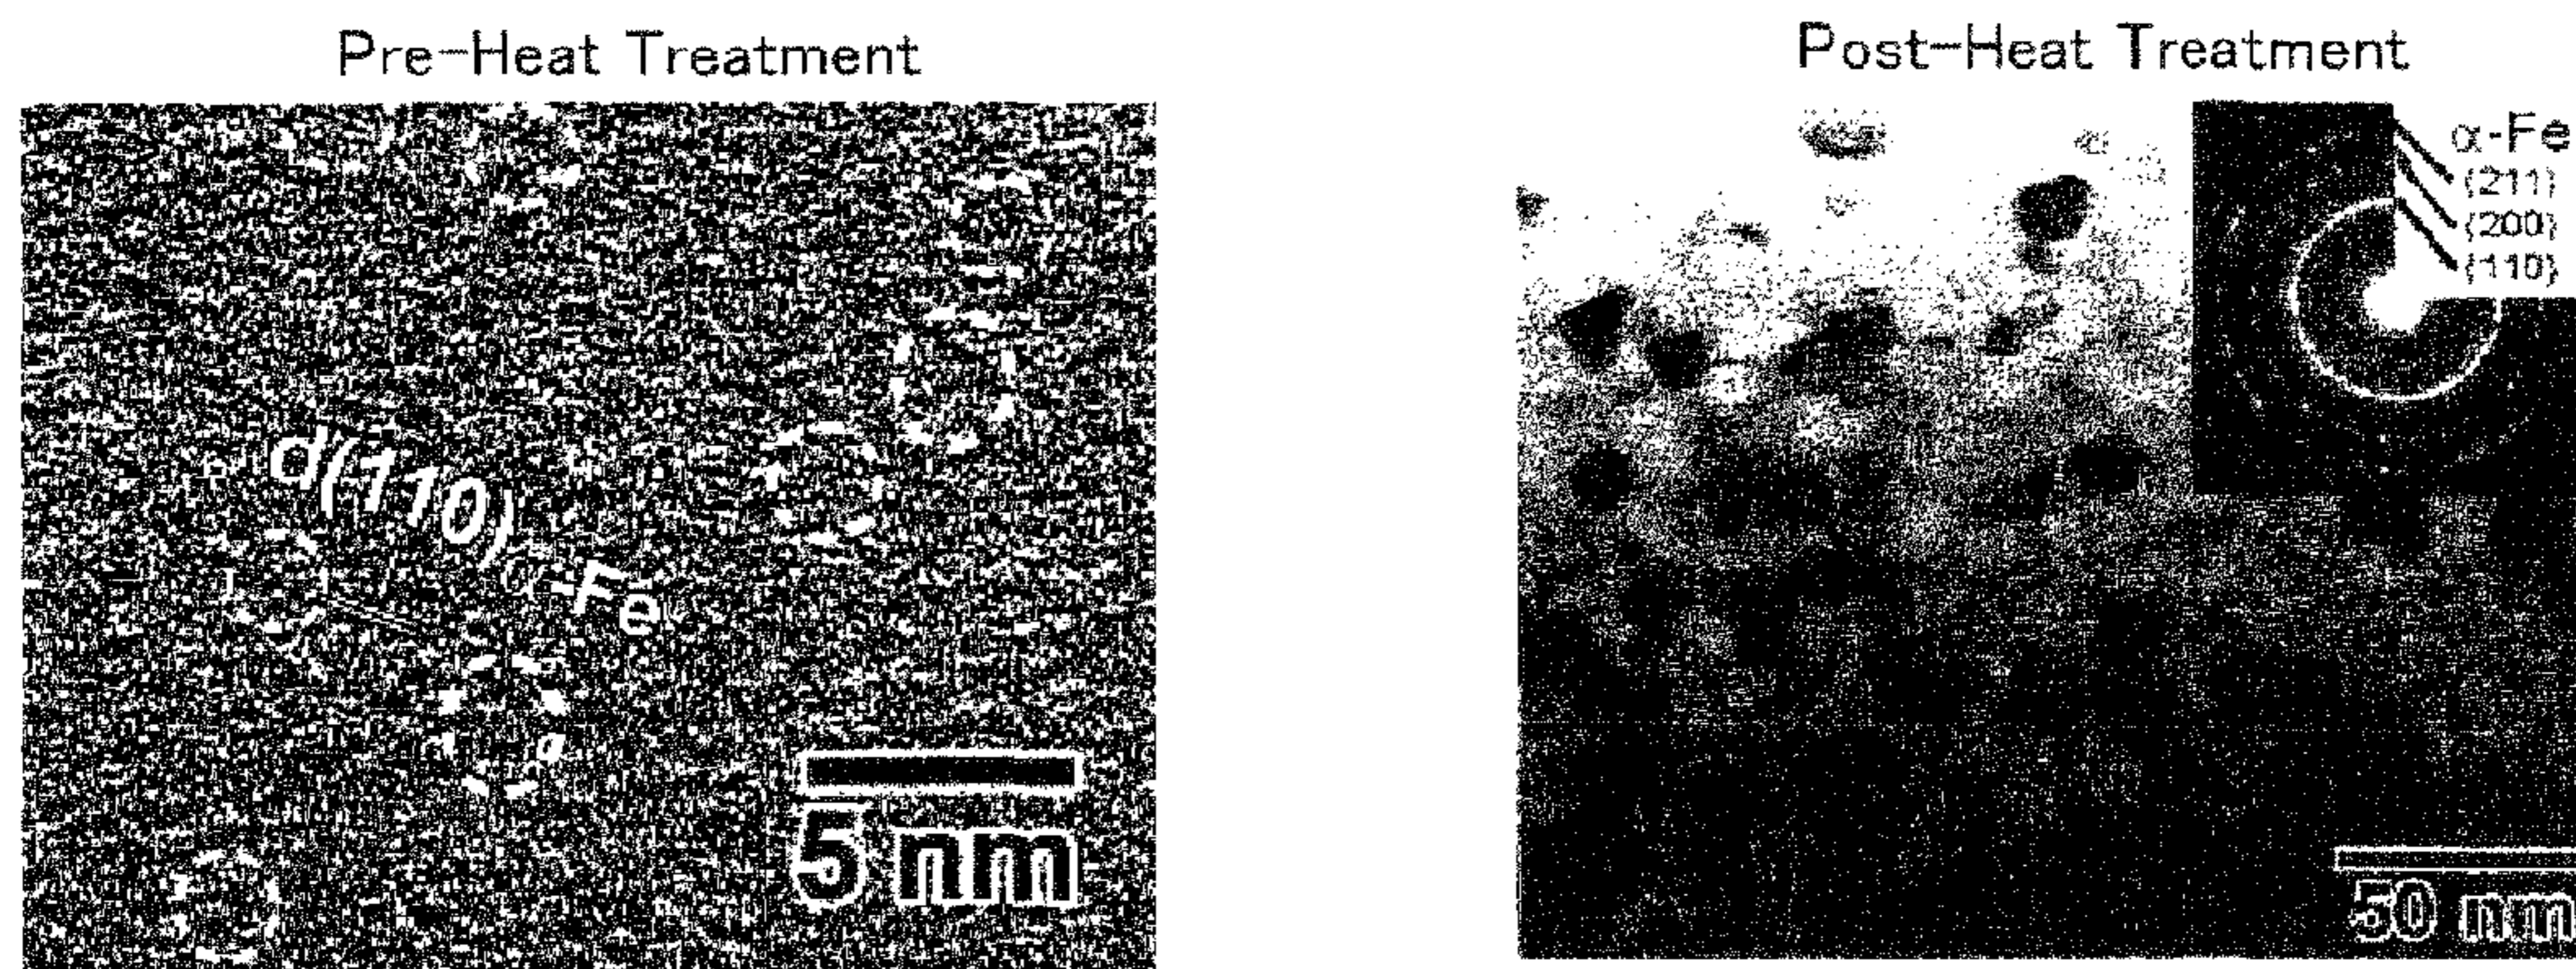 Pre-Heat Treatment
d(110)α-Fe
5 nm
Post-Heat Treatment
α-Fe
{211}
{200}
{110}
50 nm